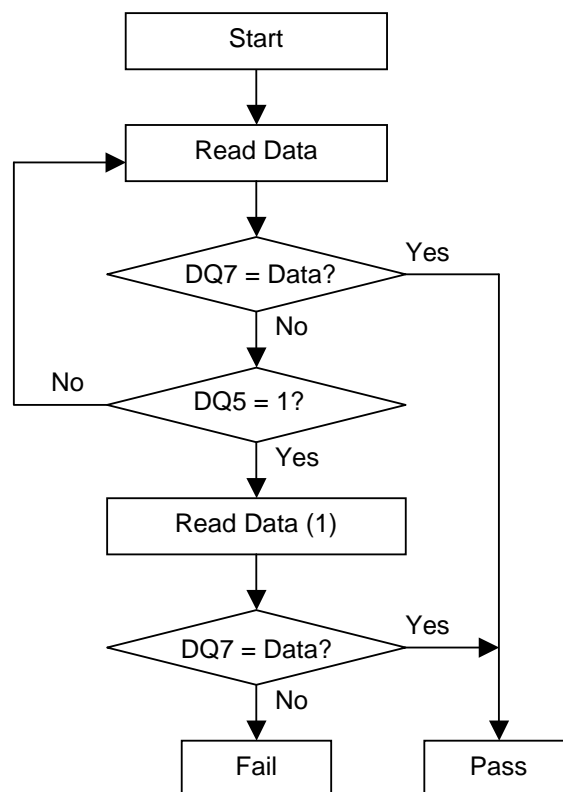 Start
Read Data
DQ7 = Data?
Yes
No
DQ5 = 1?
No
Yes
Read Data (1)
DQ7 = Data?
Yes
No
Fail
Pass